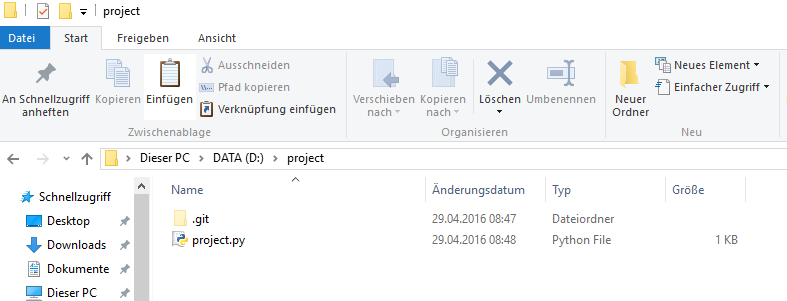 project
Datei Start Freigeben Ansicht
An Schnellzugriff anheften
Kopieren
Einfügen
Ausschneiden
Pfad kopieren
Verknüpfung einfügen
Zwischenablage
Verschieben nach
Kopieren nach
Löschen
Umbenennen
Organisieren
Neuer Ordner
Neues Element
Einfacher Zugriff
Neu
Dieser PC > DATA (D:) > project
Schnellzugriff
Desktop
Downloads
Dokumente
Dieser PC
Name Änderungsdatum Typ Größe
.git 29.04.2016 08:47 Dateiordner
project.py 29.04.2016 08:48 Python File 1 KB